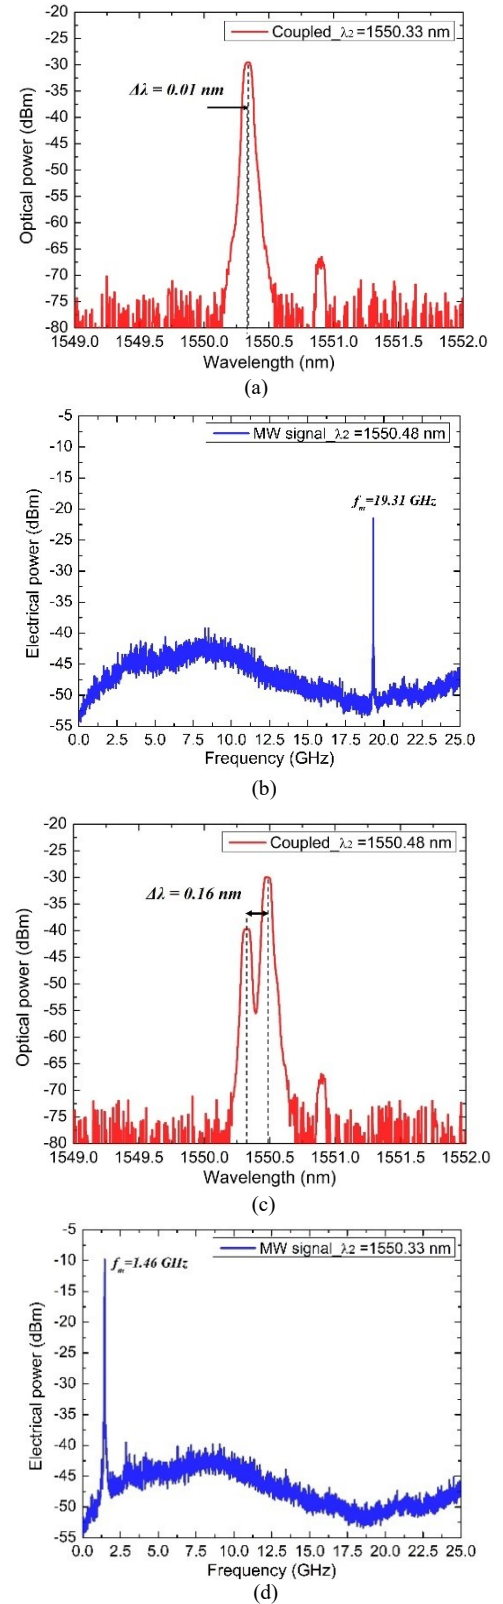 -20
-25
-30
-35
-40
-45
-50
-55
-60
-65
-70
-75
-80
Optical power (dBm)
Coupled_λ2 =1550.33 nm
Δλ = 0.01 nm
1549.0 1549.5 1550.0 1550.5 1551.0 1551.5 1552.0
Wavelength (nm)
(a)
-5
-10
-15
-20
-25
-30
-35
-40
-45
-50
-55
Electrical power (dBm)
MW signal_λ2 =1550.48 nm
fm=19.31 GHz
0.0 2.5 5.0 7.5 10.0 12.5 15.0 17.5 20.0 22.5 25.0
Frequency (GHz)
(b)
-20
-25
-30
-35
-40
-45
-50
-55
-60
-65
-70
-75
-80
Optical power (dBm)
Coupled_λ2 =1550.48 nm
Δλ = 0.16 nm
1549.0 1549.5 1550.0 1550.5 1551.0 1551.5 1552.0
Wavelength (nm)
(c)
-5
-10
-15
-20
-25
-30
-35
-40
-45
-50
-55
Electrical power (dBm)
MW signal_λ2 =1550.33 nm
fm=1.46 GHz
0.0 2.5 5.0 7.5 10.0 12.5 15.0 17.5 20.0 22.5 25.0
Frequency (GHz)
(d)